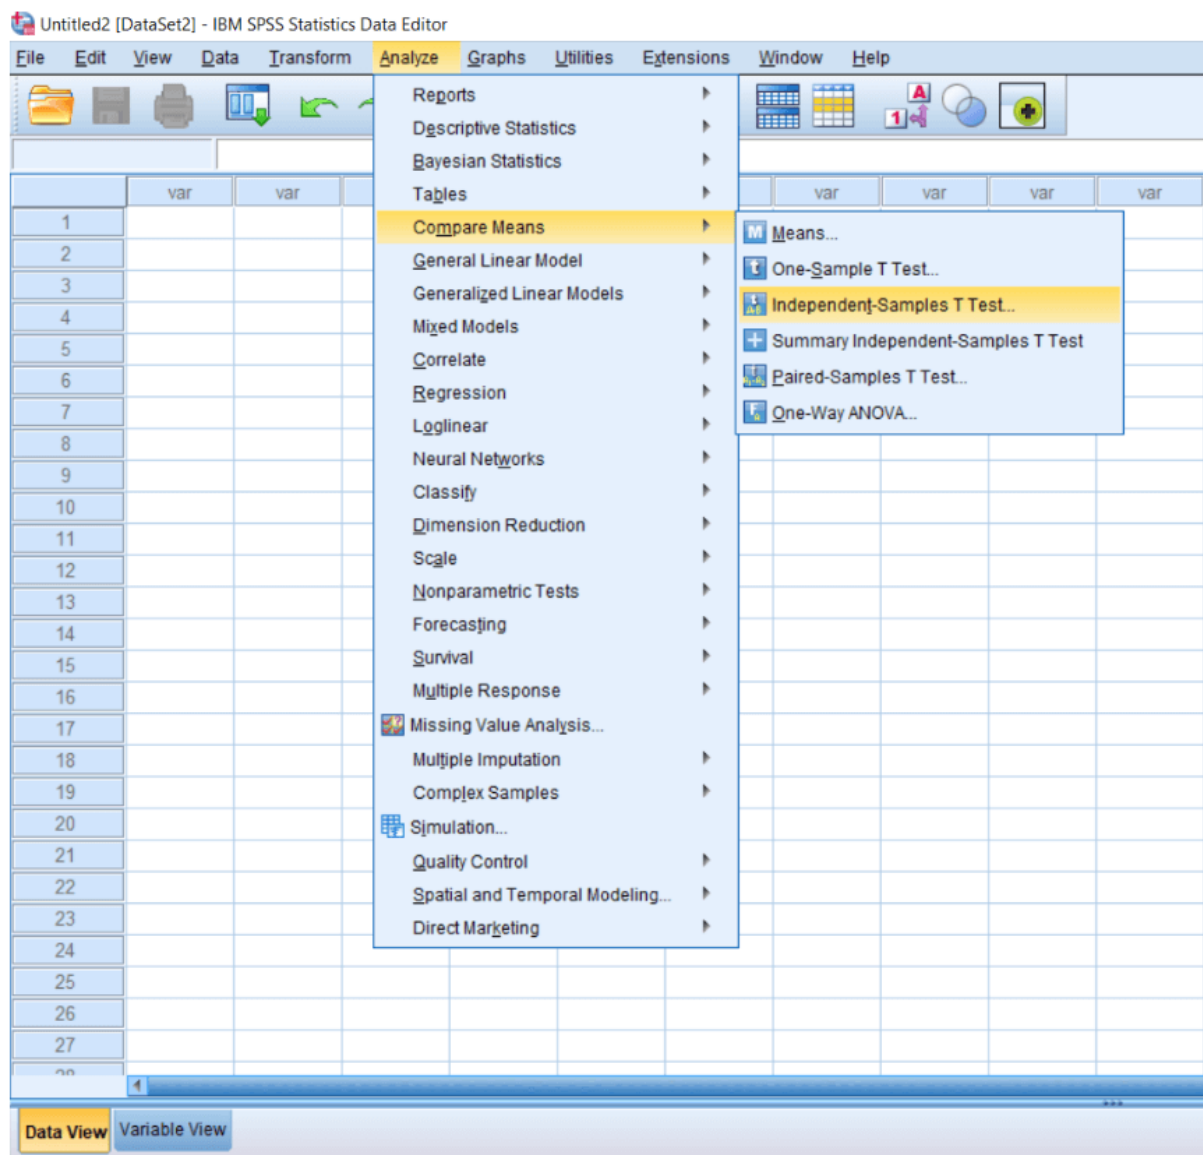 Untitled2 [DataSet2] - IBM SPSS Statistics Data Editor
File Edit View Data Transform Analyze Graphs Utilities Extensions Window Help
A
1
var var var var var var
Reports
Descriptive Statistics
Bayesian Statistics
Tables
Compare Means
General Linear Model
Generalized Linear Models
Mixed Models
Correlate
Regression
Loglinear
Neural Networks
Classify
Dimension Reduction
Scale
Nonparametric Tests
Forecasting
Survival
Multiple Response
Missing Value Analysis...
Multiple Imputation
Complex Samples
Simulation...
Quality Control
Spatial and Temporal Modeling...
Direct Marketing
M Means...
t One-Sample T Test...
Independent-Samples T Test...
Summary Independent-Samples T Test
Paired-Samples T Test...
One-Way ANOVA...
1
2
3
4
5
6
7
8
9
10
11
12
13
14
15
16
17
18
19
20
21
22
23
24
25
26
27
Data View Variable View